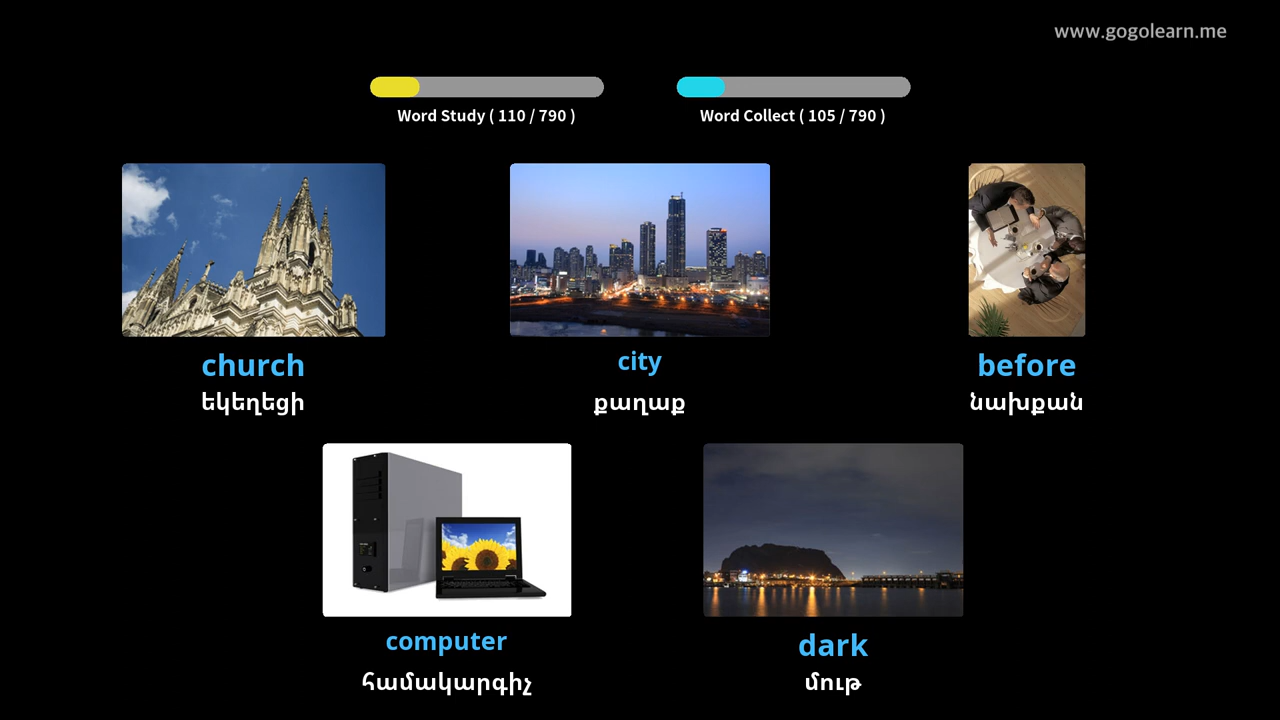 www.gogolearn.me
Word Study ( 110 / 790 )
Word Collect ( 105 / 790 )
church
city
before
եկեղեցի
քաղաք
նախքան
computer
dark
համակարգիչ
մութ